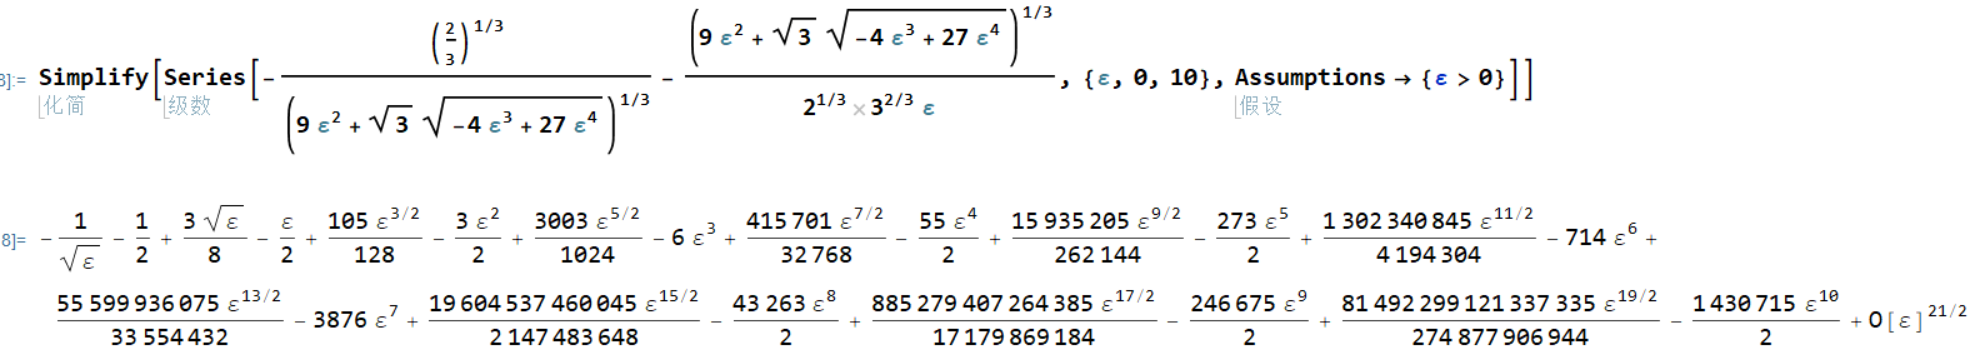 3]:= Simplify[Series[-(2/3)^{1/3}/(9 ε^2 + √3 √(-4 ε^3 + 27 ε^4))^{1/3} - (9 ε^2 + √3 √(-4 ε^3 + 27 ε^4))^{1/3}/(2^{1/3} × 3^{2/3} ε), {ε, 0, 10}, Assumptions → {ε > 0}]]
化简 级数 假设
8]= -1/√ε - 1/2 + 3 √ε/8 - ε/2 + 105 ε^{3/2}/128 - 3 ε^2/2 + 3003 ε^{5/2}/1024 - 6 ε^3 + 415 701 ε^{7/2}/32 768 - 55 ε^4/2 + 15 935 205 ε^{9/2}/262 144 - 273 ε^5/2 + 1 302 340 845 ε^{11/2}/4 194 304 - 714 ε^6 +
55 599 936 075 ε^{13/2}/33 554 432 - 3876 ε^7 + 19 604 537 460 045 ε^{15/2}/2 147 483 648 - 43 263 ε^8/2 + 885 279 407 264 385 ε^{17/2}/17 179 869 184 - 246 675 ε^9/2 + 81 492 299 121 337 335 ε^{19/2}/274 877 906 944 - 1 430 715 ε^{10}/2 + O[ε]^{21/2}